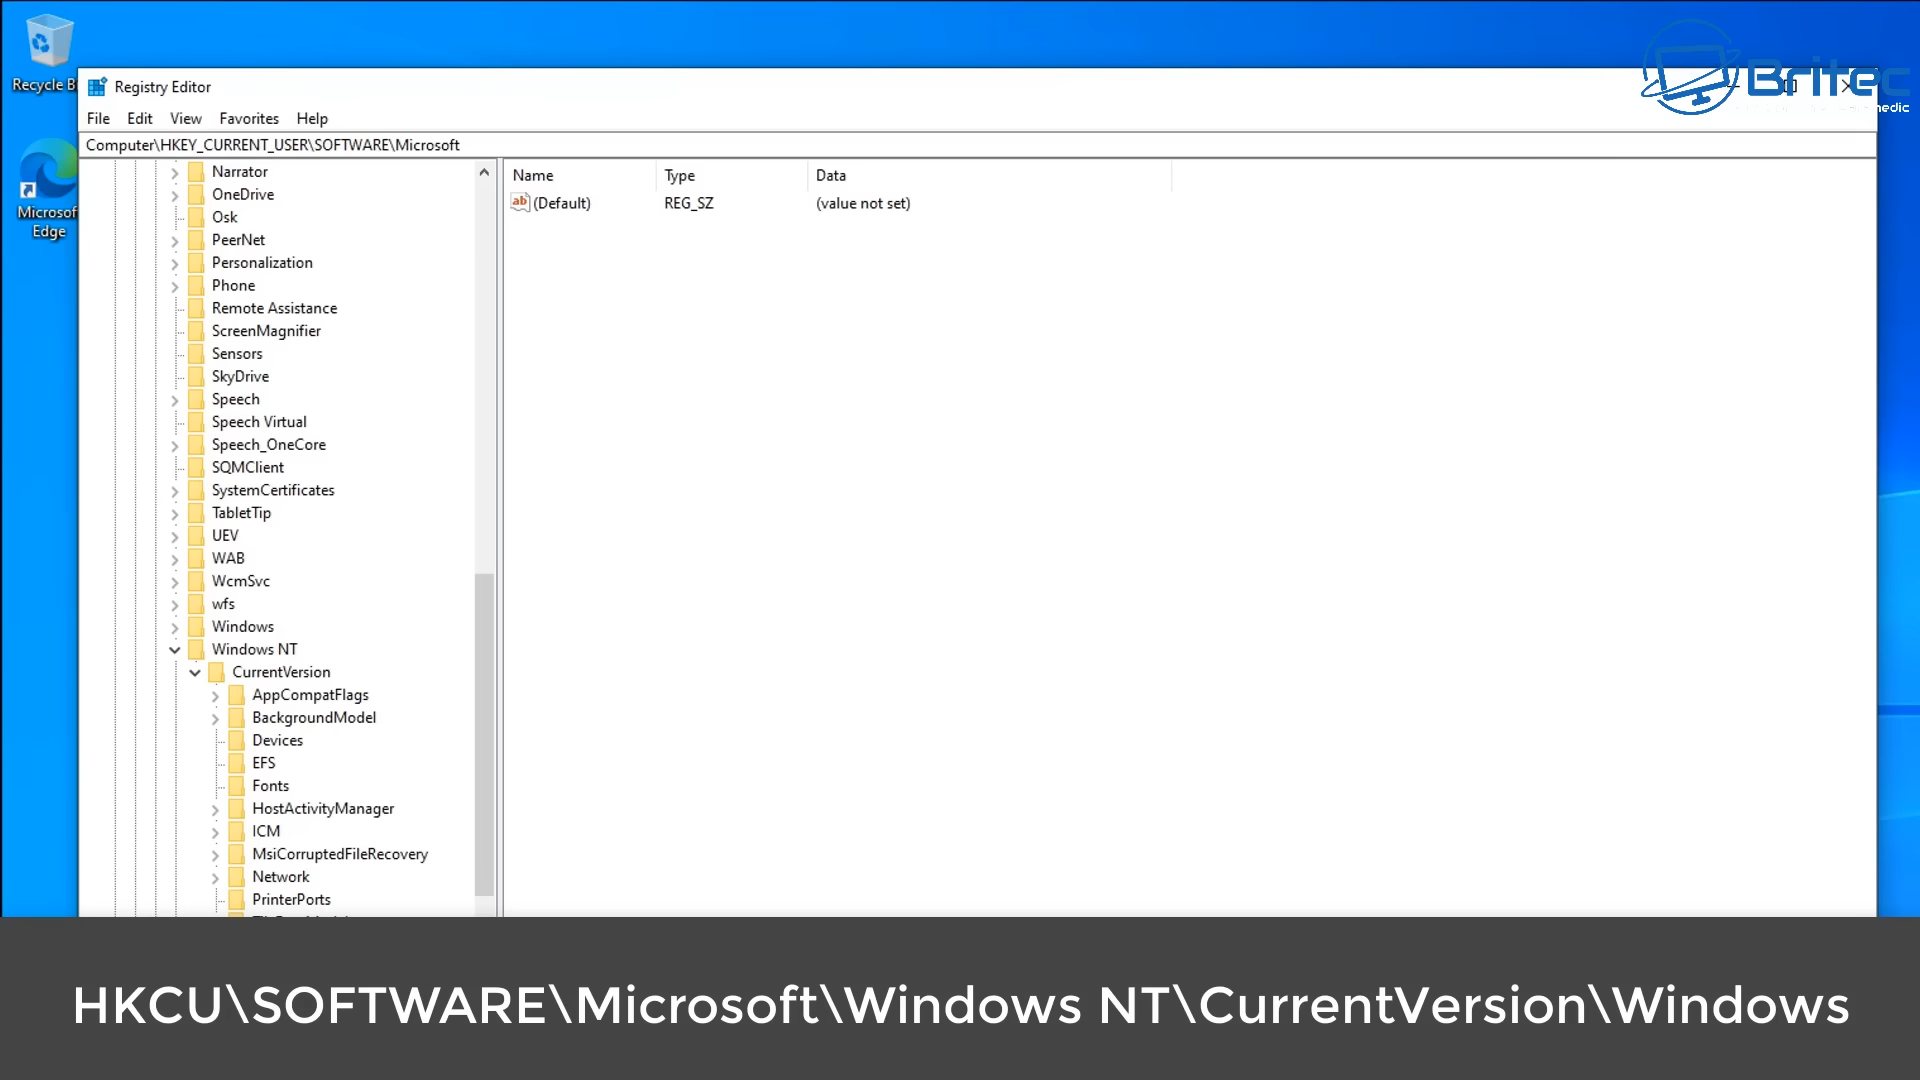 Recycle B
Britec
medic
Registry Editor
File Edit View Favorites Help
Computer\HKEY_CURRENT_USER\SOFTWARE\Microsoft
Microsof
Edge
Narrator
OneDrive
Osk
PeerNet
Personalization
Phone
Remote Assistance
ScreenMagnifier
Sensors
SkyDrive
Speech
Speech Virtual
Speech_OneCore
SQMClient
SystemCertificates
TabletTip
UEV
WAB
WcmSvc
wfs
Windows
Windows NT
CurrentVersion
AppCompatFlags
BackgroundModel
Devices
EFS
Fonts
HostActivityManager
ICM
MsiCorruptedFileRecovery
Network
PrinterPorts
Name Type Data
ab (Default) REG_SZ (value not set)
HKCU\SOFTWARE\Microsoft\Windows NT\CurrentVersion\Windows